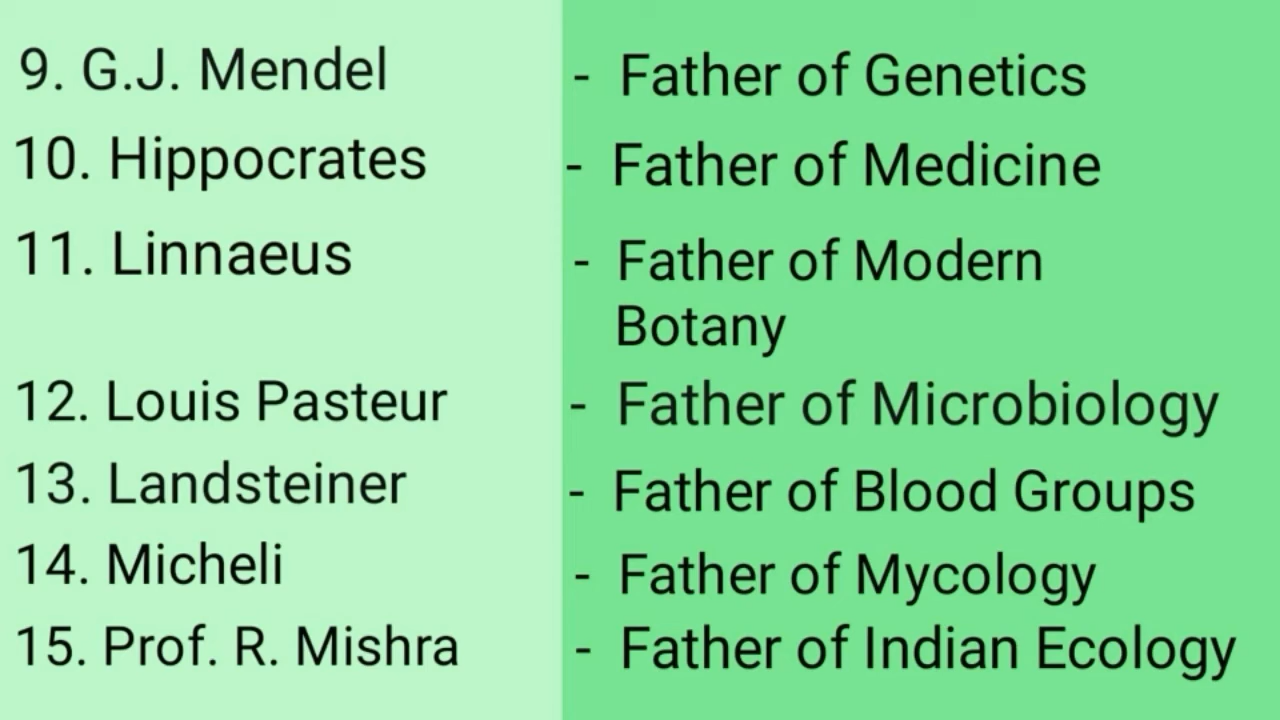 9. G.J. Mendel - Father of Genetics
10. Hippocrates - Father of Medicine
11. Linnaeus - Father of Modern
Botany
12. Louis Pasteur - Father of Microbiology
13. Landsteiner - Father of Blood Groups
14. Micheli - Father of Mycology
15. Prof. R. Mishra - Father of Indian Ecology